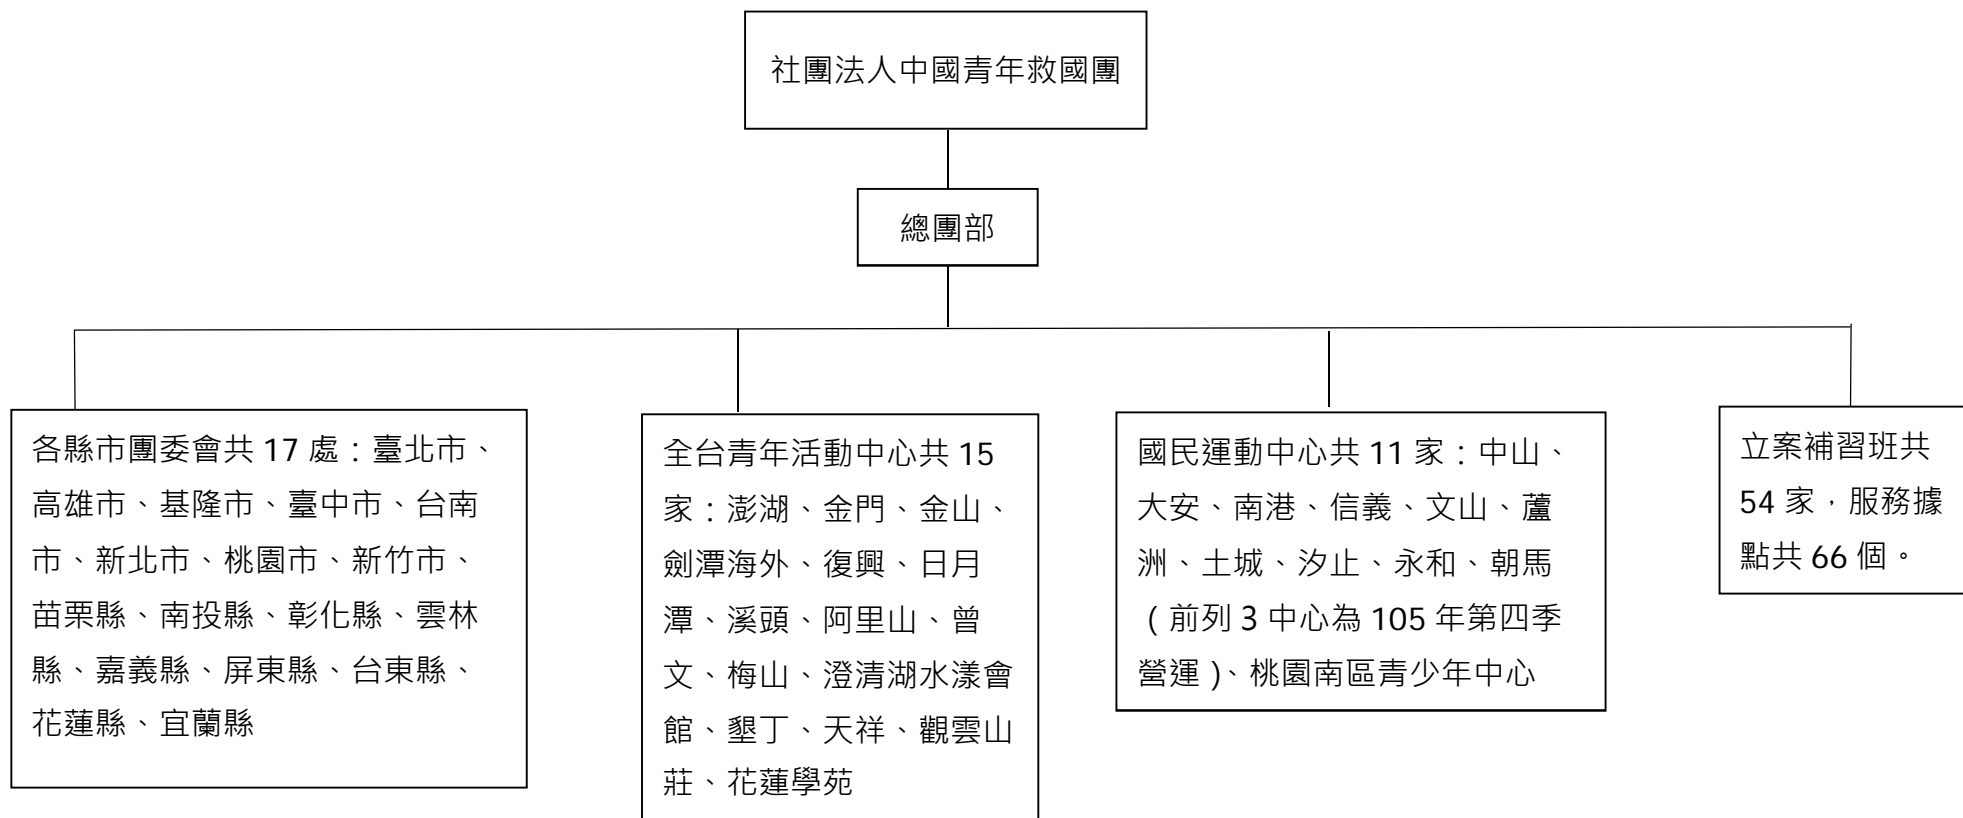 社團法人中國青年救國團
總團部
各縣市團委會共 17 處：臺北市、
高雄市、基隆市、臺中市、台南
市、新北市、桃園市、新竹市、
苗栗縣、南投縣、彰化縣、雲林
縣、嘉義縣、屏東縣、台東縣、
花蓮縣、宜蘭縣
全台青年活動中心共 15
家：澎湖、金門、金山、
劍潭海外、復興、日月
潭、溪頭、阿里山、曾
文、梅山、澄清湖水漾會
館、墾丁、天祥、觀雲山
莊、花蓮學苑
國民運動中心共 11 家：中山、
大安、南港、信義、文山、蘆
洲、土城、汐止、永和、朝馬
（前列 3 中心為 105 年第四季
營運）、桃園南區青少年中心
立案補習班共
54 家，服務據
點共 66 個。